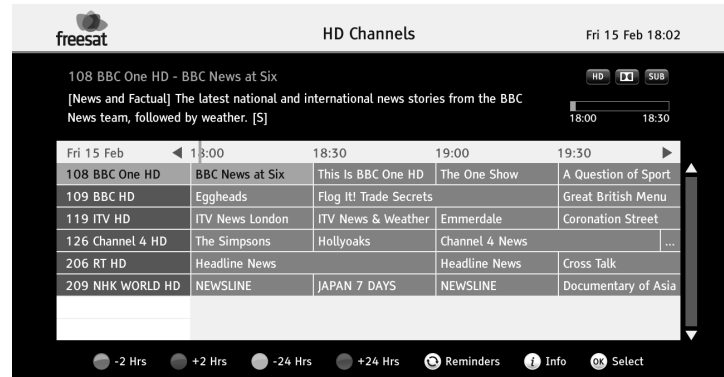 freesat
HD Channels
Fri 15 Feb 18:02
108 BBC One HD - BBC News at Six
HD SUB
[News and Factual] The latest national and international news stories from the BBC
News team, followed by weather. [S]
18:00 18:30
Fri 15 Feb 18:00 18:30 19:00 19:30
108 BBC One HD BBC News at Six This Is BBC One HD The One Show A Question of Sport
109 BBC HD Eggheads Flog It! Trade Secrets Great British Menu
119 ITV HD ITV News London ITV News & Weather Emmerdale Coronation Street
126 Channel 4 HD The Simpsons Hollyoaks Channel 4 News ...
206 RT HD Headline News Headline News Cross Talk
209 NHK WORLD HD NEWSLINE JAPAN 7 DAYS NEWSLINE Documentary of Asia
-2 Hrs +2 Hrs -24 Hrs +24 Hrs Reminders i Info OK Select